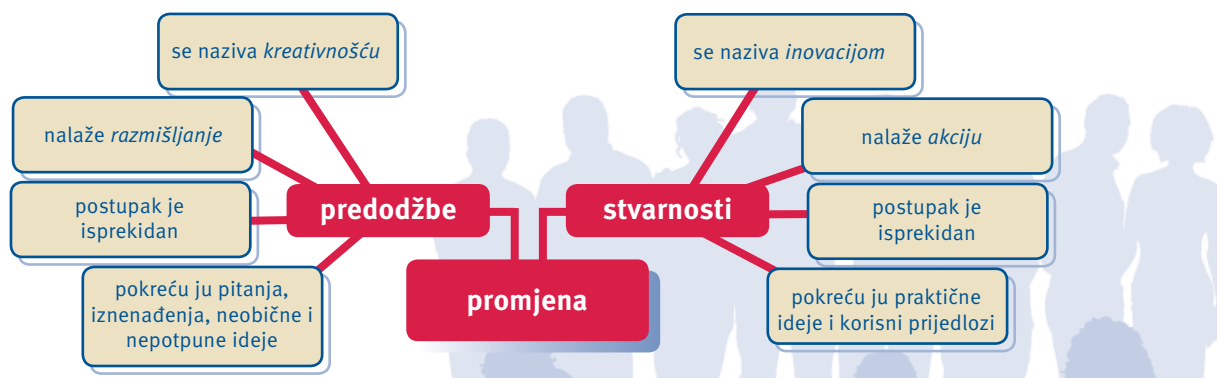 se naziva kreativnošću
nalaže razmišljanje
postupak je
isprekidan
pokreću ju pitanja,
iznenađenja, neobične i
nepotpune ideje
predodžbe
promjena
stvarnosti
se naziva inovacijom
nalaže akciju
postupak je
isprekidan
pokreću ju praktične
ideje i korisni prijedlozi